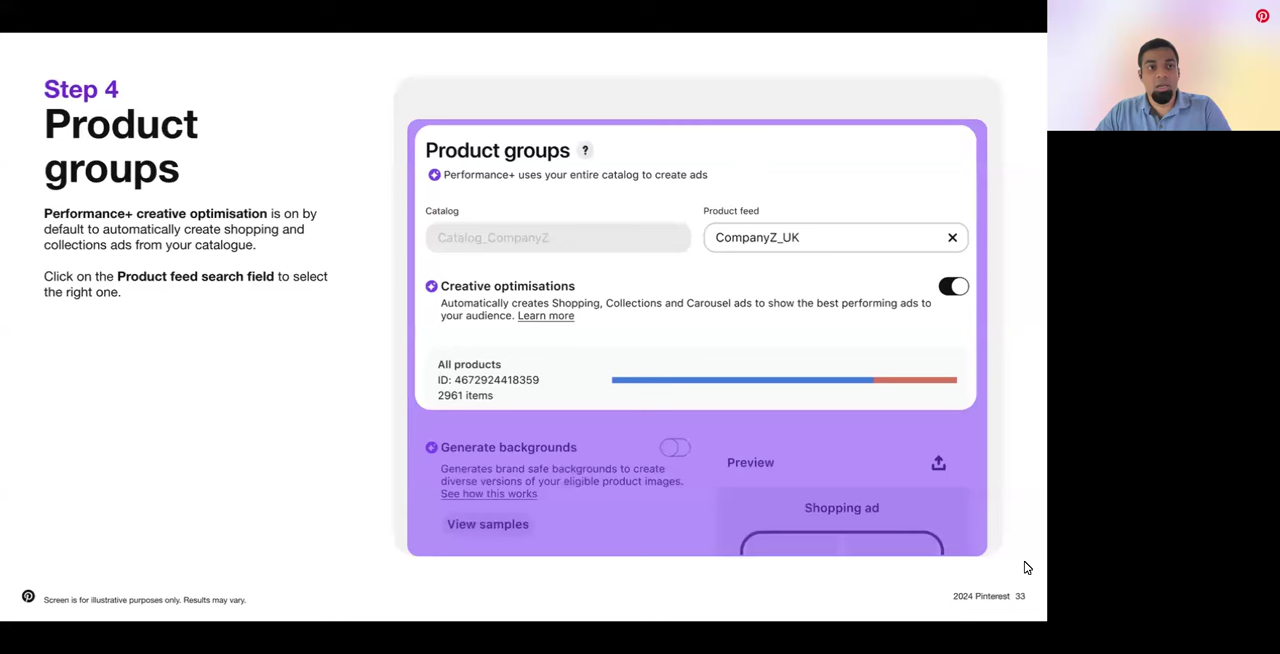 Step 4
Product
groups
Performance+ creative optimisation is on by
default to automatically create shopping and
collections ads from your catalogue.
Click on the Product feed search field to select
the right one.
Product groups ?
Performance+ uses your entire catalog to create ads
Catalog
Product feed
Catalog_CompanyZ
CompanyZ_UK
Creative optimisations
Automatically creates Shopping, Collections and Carousel ads to show the best performing ads to
your audience. Learn more
All products
ID: 4672924418359
2961 items
Generate backgrounds
Generates brand safe backgrounds to create
diverse versions of your eligible product images.
See how this works
View samples
Preview
Shopping ad
Screen is for illustrative purposes only. Results may vary.
2024 Pinterest 33